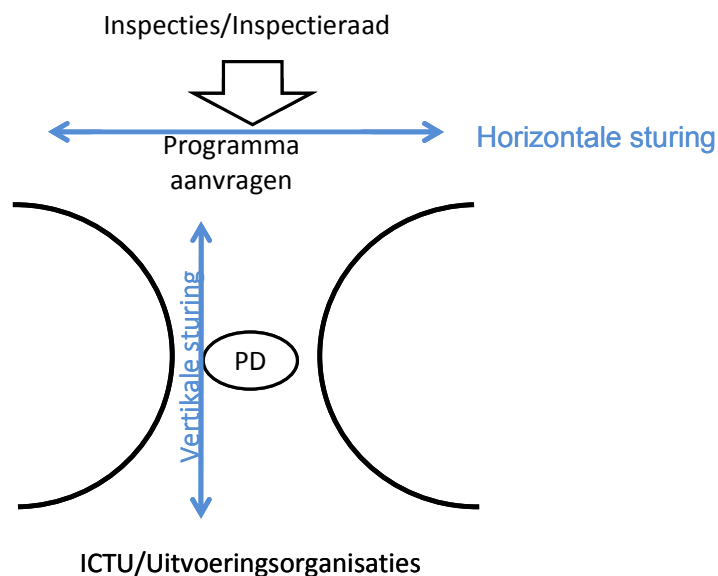 Inspecties/Inspectieraad
Horizontale sturing
Programma
aanvragen
Vertikale sturing
PD
ICTU/Uitvoeringsorganisaties